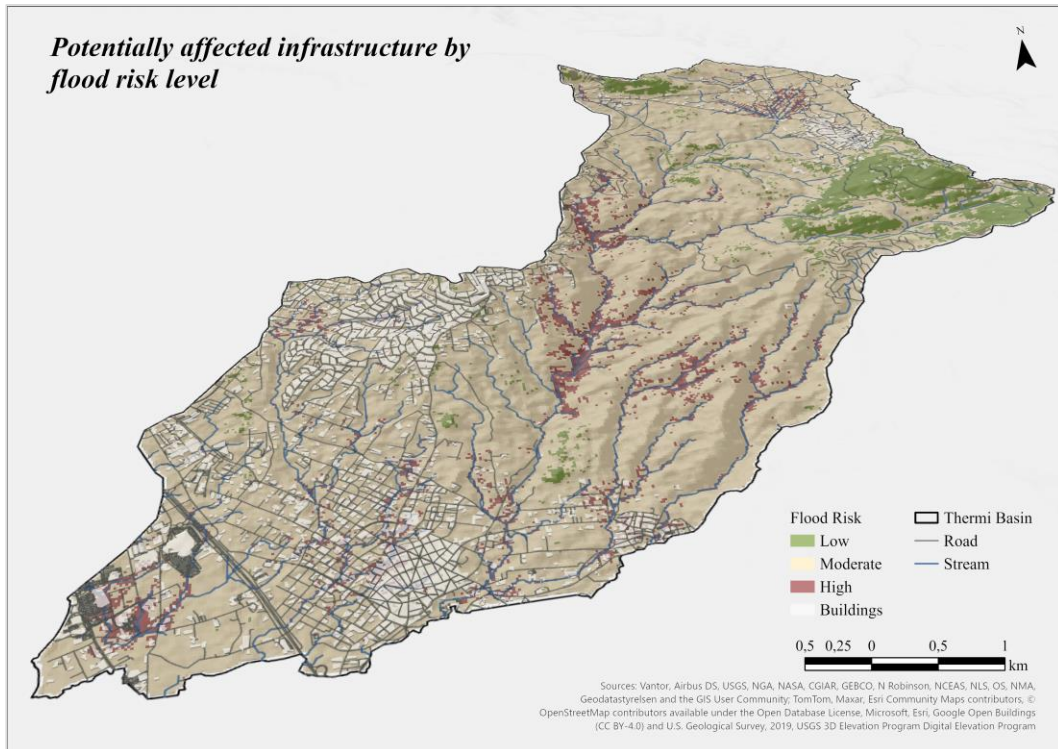 Potentially affected infrastructure by
flood risk level
N
Flood Risk
Low
Moderate
High
Buildings
Thermi Basin
Road
Stream
0,5 0,25 0 0,5 1
km
Sources: Vantor, Airbus DS, USGS, NGA, NASA, CGIAR, GEBCO, N Robinson, NCEAS, NLS, OS, NMA,
Geodatastyrelsen and the GIS User Community; TomTom, Maxar, Esri Community Maps contributors, ©
OpenStreetMap contributors available under the Open Database License, Microsoft, Esri, Google Open Buildings
(CC BY-4.0) and U.S. Geological Survey, 2019, USGS 3D Elevation Program Digital Elevation Program